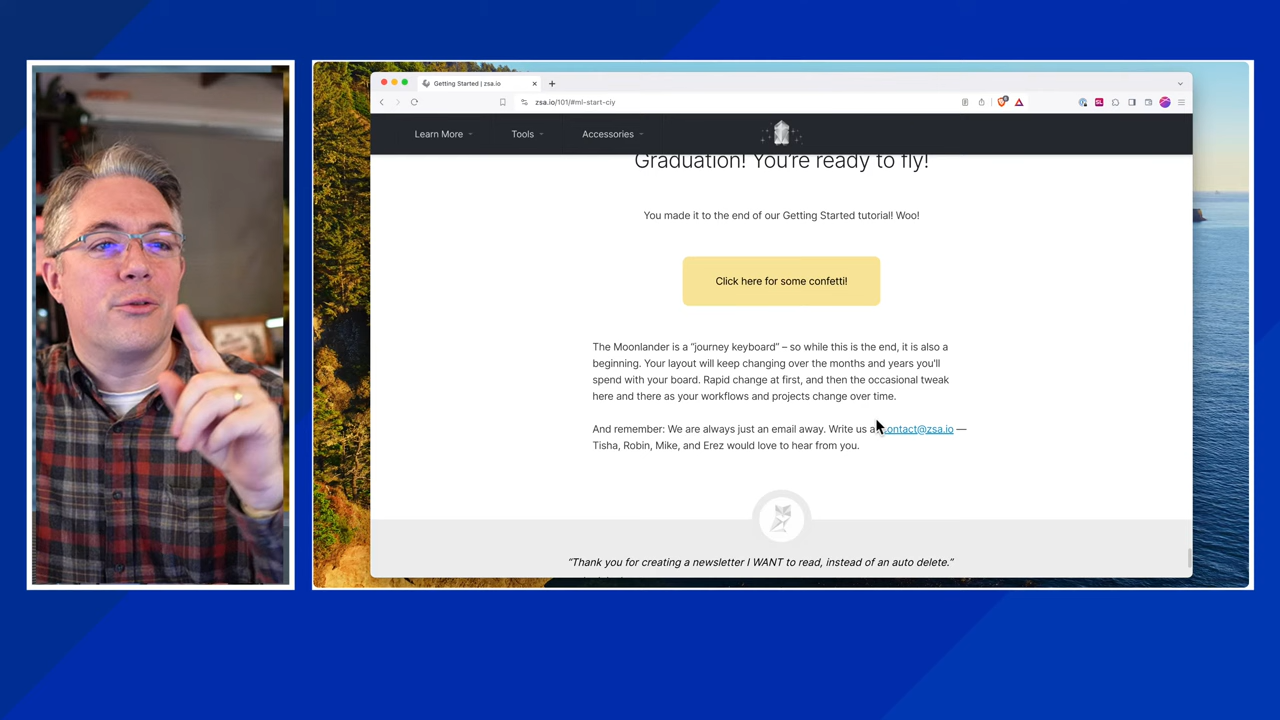 Getting Started | zsa.io
zsa.io/101/#ml-start-ciy
Learn More
Tools
Accessories
Graduation! You're ready to fly!
You made it to the end of our Getting Started tutorial! Woo!
Click here for some confetti!
The Moonlander is a "journey keyboard" – so while this is the end, it is also a
beginning. Your layout will keep changing over the months and years you'll
spend with your board. Rapid change at first, and then the occasional tweak
here and there as your workflows and projects change over time.
And remember: We are always just an email away. Write us contact@zsa.io —
Tisha, Robin, Mike, and Erez would love to hear from you.
"Thank you for creating a newsletter I WANT to read, instead of an auto delete."